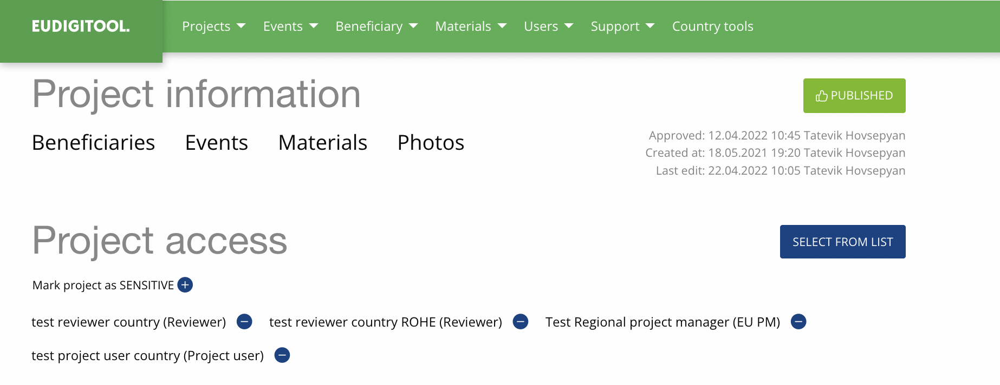 EUDIGITOOL.
Projects Events Beneficiary Materials Users Support Country tools
Project information
PUBLISHED
Beneficiaries Events Materials Photos
Approved: 12.04.2022 10:45 Tatevik Hovsepyan
Created at: 18.05.2021 19:20 Tatevik Hovsepyan
Last edit: 22.04.2022 10:05 Tatevik Hovsepyan
Project access
SELECT FROM LIST
Mark project as SENSITIVE
test reviewer country (Reviewer) test reviewer country ROHE (Reviewer) Test Regional project manager (EU PM)
test project user country (Project user)